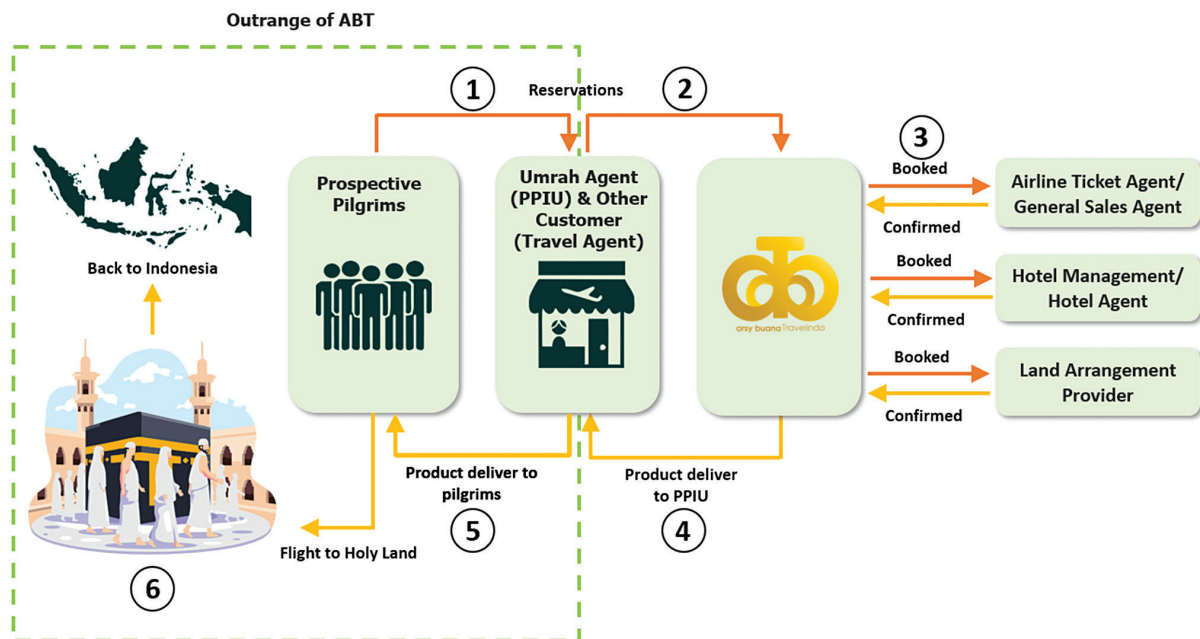 Outrange of ABT
1
Reservations
2
3
Prospective
Pilgrims
Umrah Agent
(PPIU) & Other
Customer
(Travel Agent)
arsy buana Travelindo
Booked
Confirmed
Airline Ticket Agent/
General Sales Agent
Booked
Confirmed
Hotel Management/
Hotel Agent
Booked
Confirmed
Land Arrangement
Provider
Back to Indonesia
Product deliver to
pilgrims
5
Product deliver
to PPIU
4
Flight to Holy Land
6